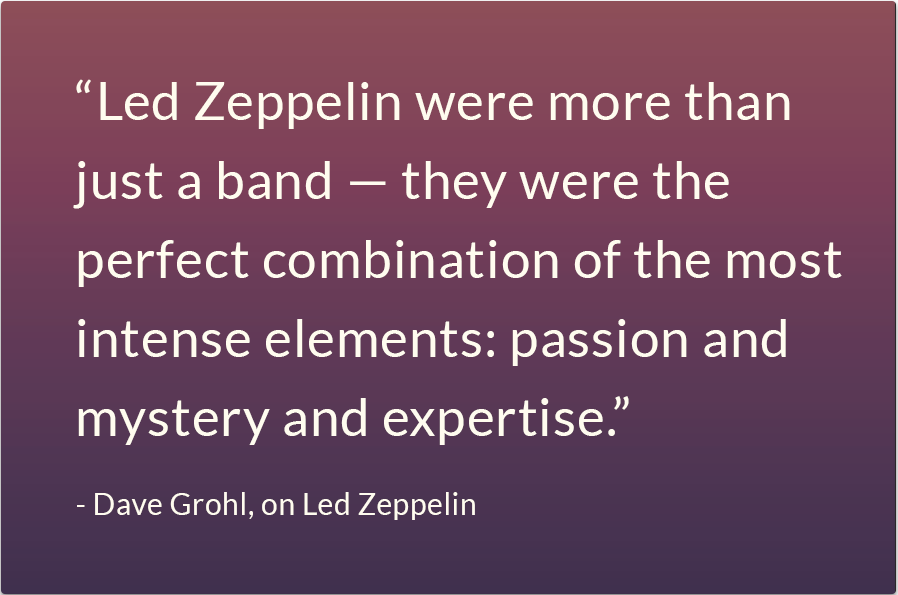 “Led Zeppelin were more than
just a band — they were the
perfect combination of the most
intense elements: passion and
mystery and expertise.”
- Dave Grohl, on Led Zeppelin